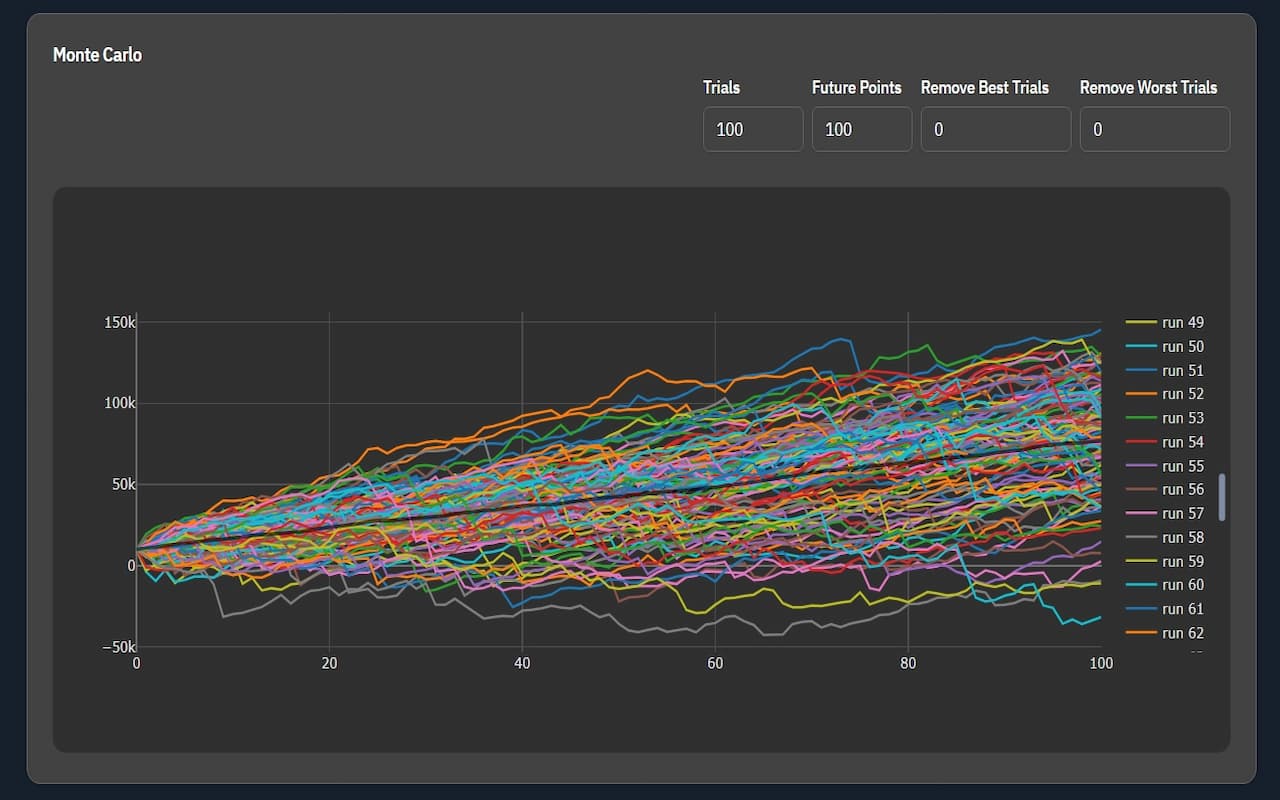 Monte Carlo
Trials Future Points Remove Best Trials Remove Worst Trials
100 100 0 0
150k
100k
50k
0
−50k
0 20 40 60 80 100
run 49
run 50
run 51
run 52
run 53
run 54
run 55
run 56
run 57
run 58
run 59
run 60
run 61
run 62